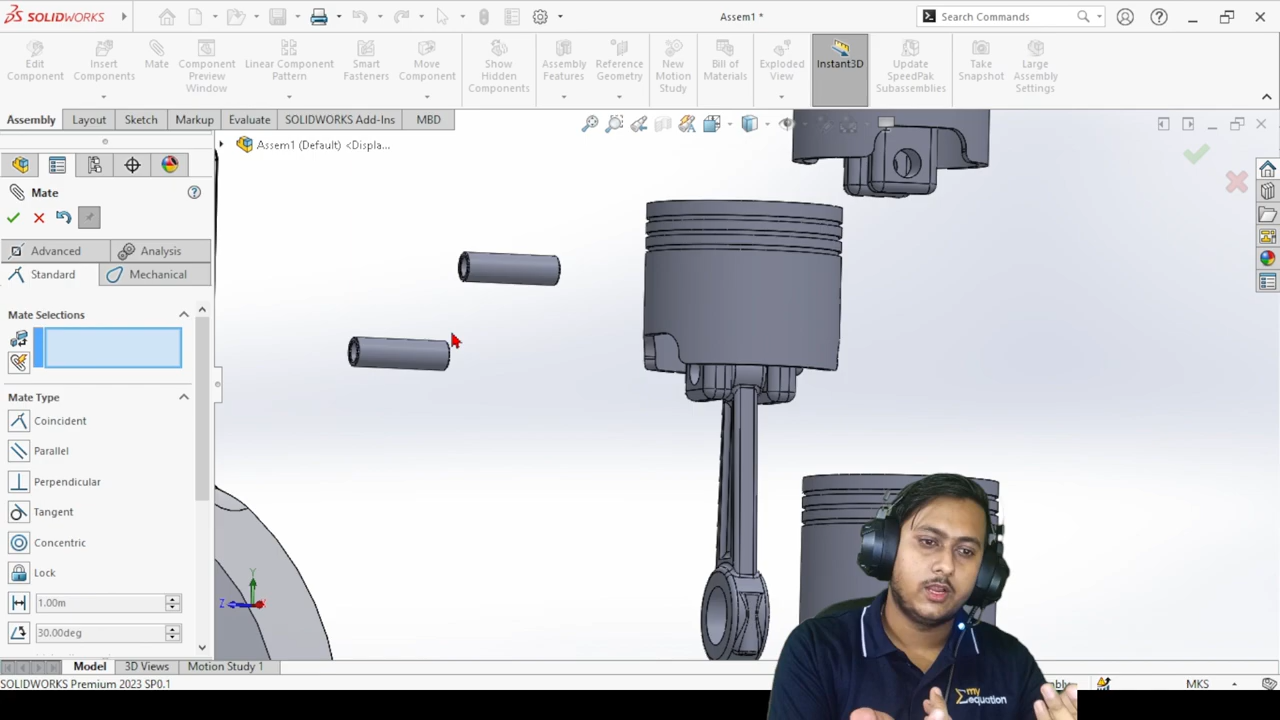 SOLIDWORKS
Assem1 *
Search Commands
Edit Component
Insert Components
Mate
Component Preview Window
Linear Component Pattern
Smart Fasteners
Move Component
Show Hidden Components
Assembly Features
Reference Geometry
New Motion Study
Bill of Materials
Exploded View
Instant3D
Update SpeedPak Subassemblies
Take Snapshot
Large Assembly Settings
Assembly
Layout
Sketch
Markup
Evaluate
SOLIDWORKS Add-Ins
MBD
Assem1 (Default) <Displa...
Mate
Advanced
Analysis
Standard
Mechanical
Mate Selections
Mate Type
Coincident
Parallel
Perpendicular
Tangent
Concentric
Lock
1.00m
30.00deg
Y
Z
Model
3D Views
Motion Study 1
SOLIDWORKS Premium 2023 SP0.1
MKS
my
equation